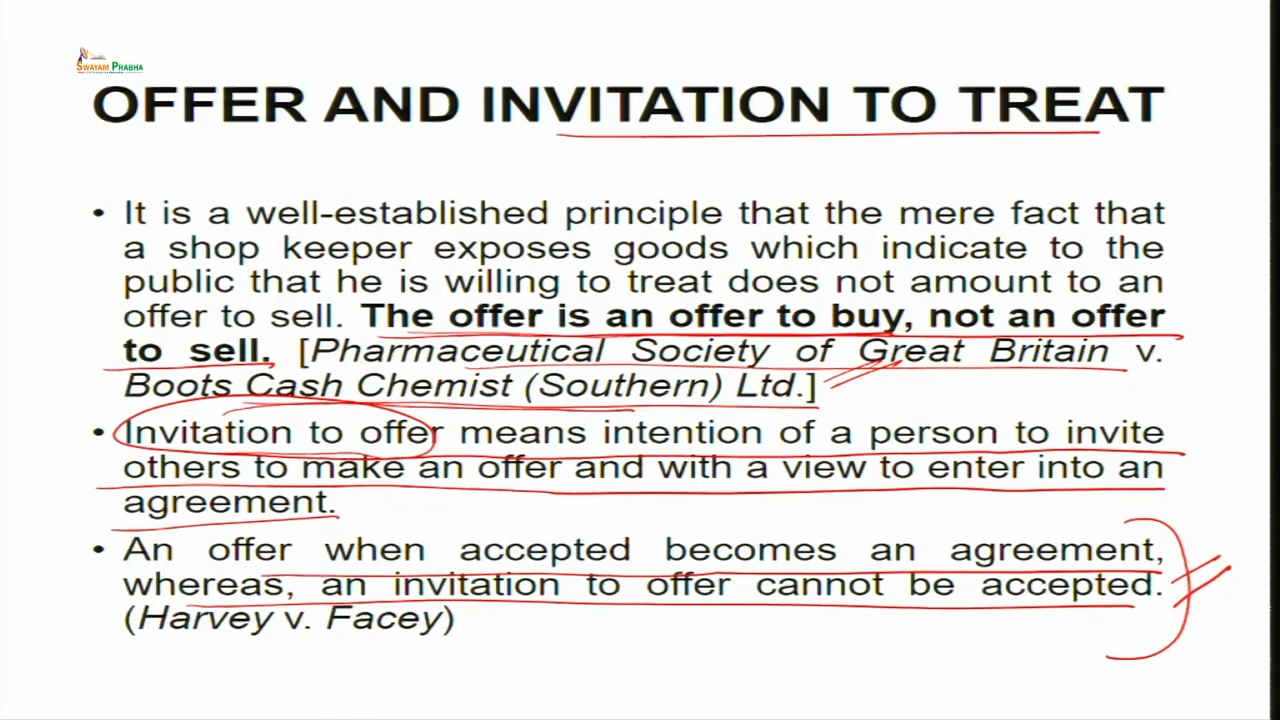 SWAYAM PRABHA
OFFER AND INVITATION TO TREAT
• It is a well-established principle that the mere fact that
a shop keeper exposes goods which indicate to the
public that he is willing to treat does not amount to an
offer to sell. The offer is an offer to buy, not an offer
to sell. [Pharmaceutical Society of Great Britain v.
Boots Cash Chemist (Southern) Ltd.]
• Invitation to offer means intention of a person to invite
others to make an offer and with a view to enter into an
agreement.
• An offer when accepted becomes an agreement,
whereas, an invitation to offer cannot be accepted.
(Harvey v. Facey)